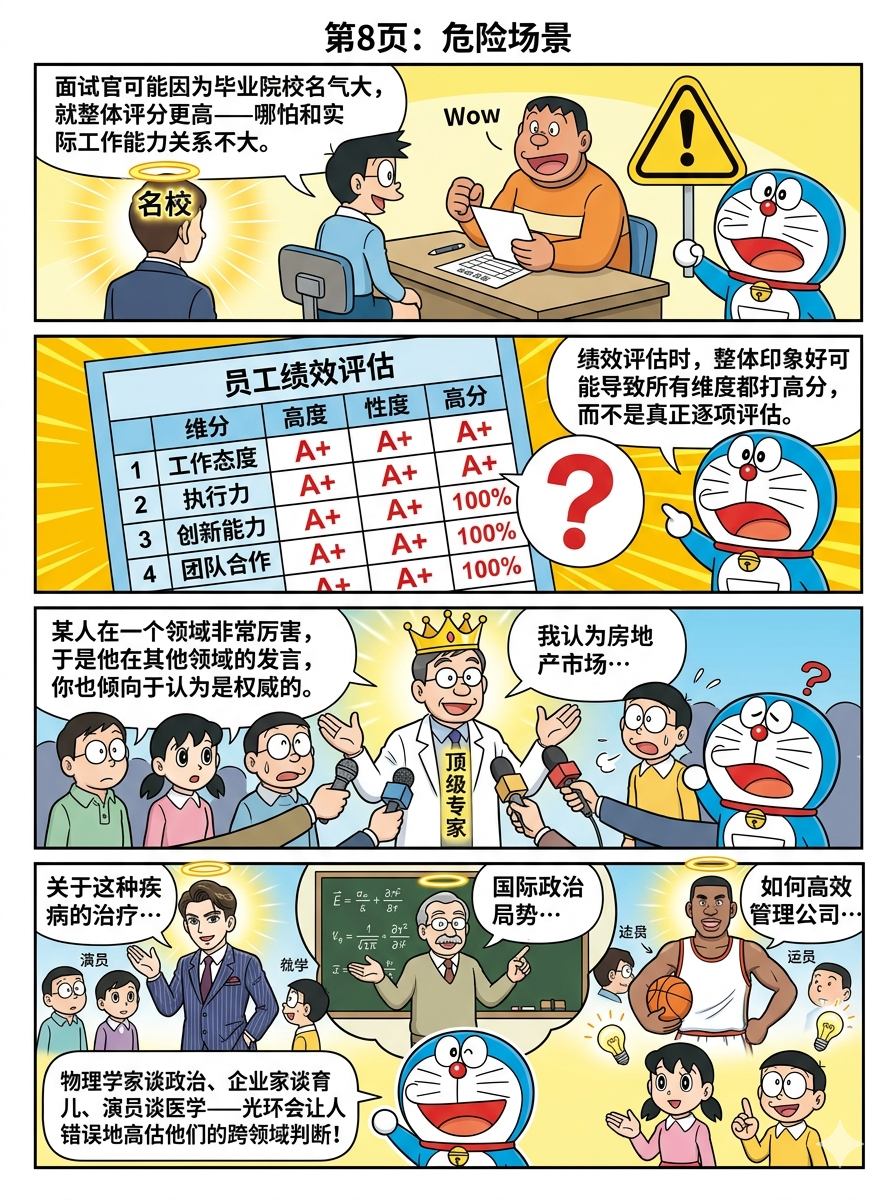 第8页：危险场景
面试官可能因为毕业院校名气大，
就整体评分更高——哪怕和实
际工作能力关系不大。
Wow
名校
员工绩效评估
维分 高度 性度 高分
1 工作态度 A+ A+ A+
2 执行力 A+ A+ A+
3 创新能力 A+ A+ 100%
4 团队合作 A+ A+ 100%
A+ A+ 100%
绩效评估时，整体印象好可
能导致所有维度都打高分，
而不是真正逐项评估。
?
某人在一个领域非常厉害，
于是他在其他领域的发言，
你也倾向于认为是权威的。
我认为房地
产市场…
?
顶级专家
关于这种疾
病的治疗…
演员
国际政治
局势…
如何高效
管理公司…
运员
物理学家谈政治、企业家谈育
儿、演员谈医学——光环会让人
错误地高估他们的跨领域判断！